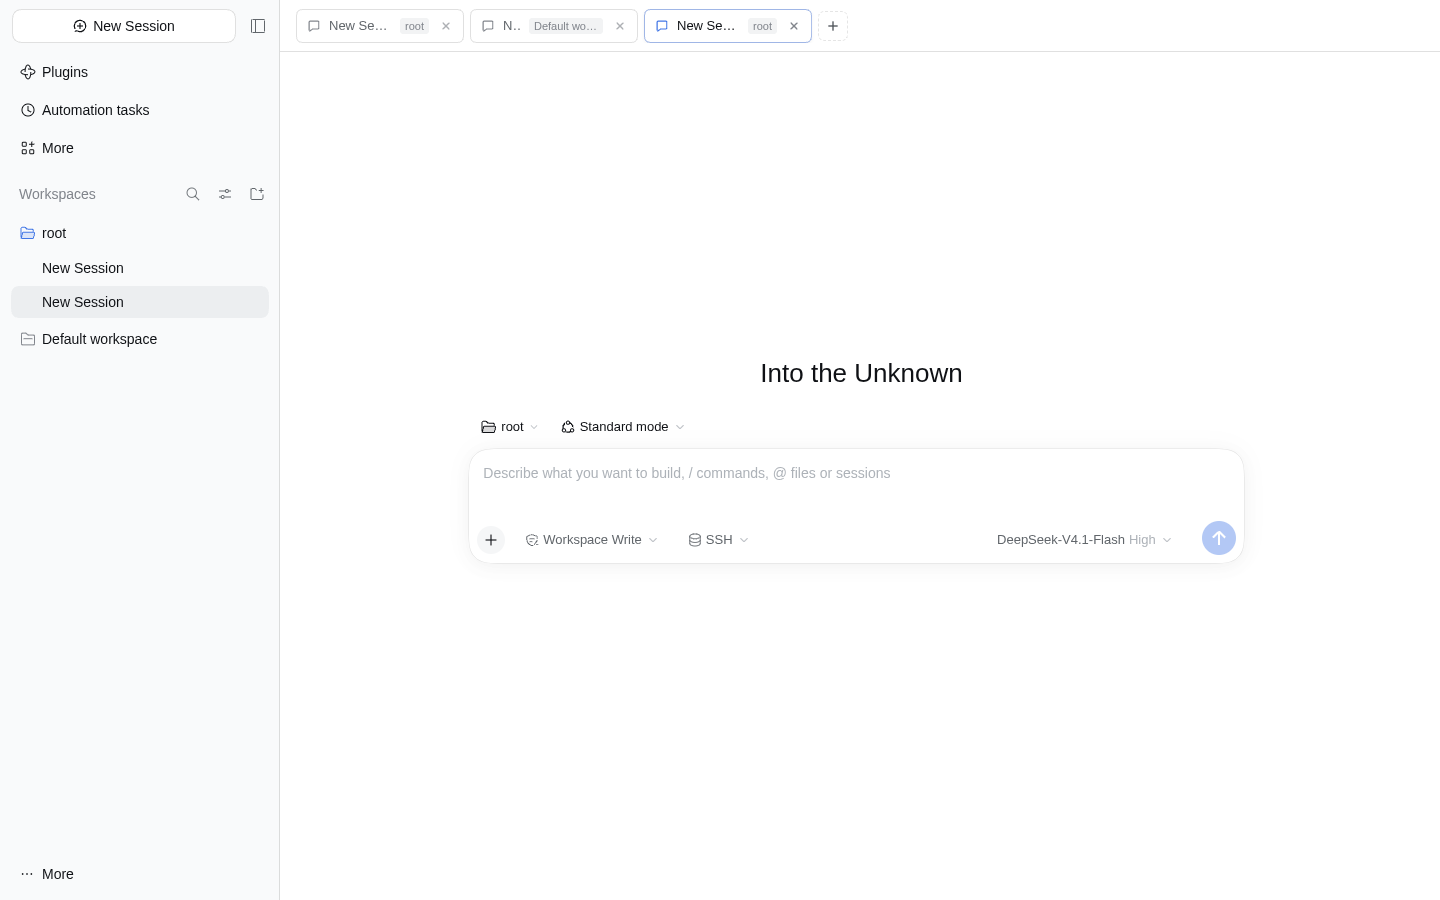 New Session
Plugins
Automation tasks
More
Workspaces
root
New Session
New Session
Default workspace
More
New Se... root
N.. Default wo...
New Se... root
Into the Unknown
root Standard mode
Describe what you want to build, / commands, @ files or sessions
Workspace Write SSH DeepSeek-V4.1-Flash High